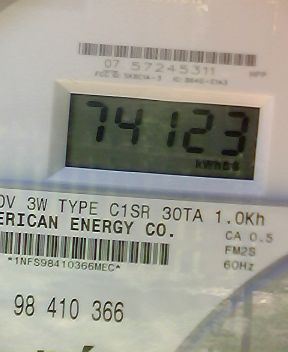 07 57245311
74123
kWh
0V 3W TYPE C1SR 30TA 1.0Kh
ERICAN ENERGY CO.
CA 0.5
FM2S
*1NFS98410366MEC*
60Hz
98 410 366